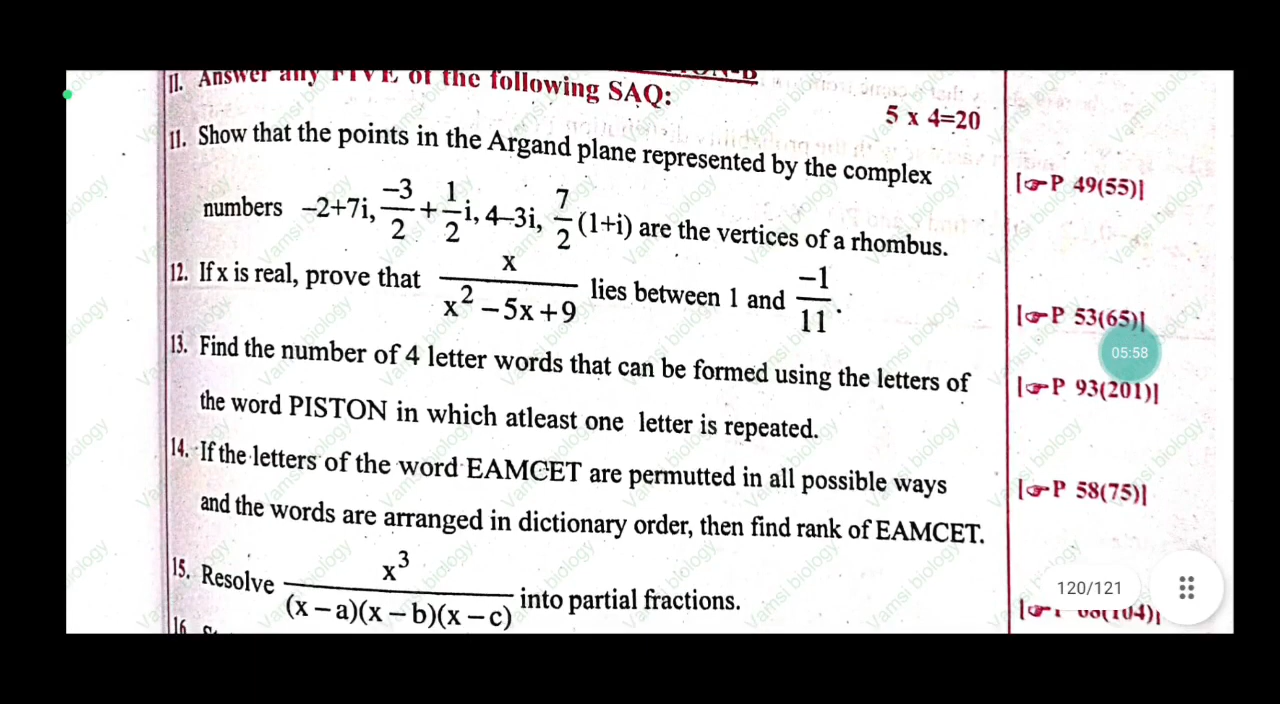 II. Answer any FIVE of the following SAQ:
5 x 4=20
11. Show that the points in the Argand plane represented by the complex
numbers -2+7i, -3/2 + 1/2 i, 4-3i, 7/2 (1+i) are the vertices of a rhombus.
[☞P 49(55)]
12. If x is real, prove that x / (x² - 5x + 9) lies between 1 and -1/11.
[☞P 53(65)]
05:58
13. Find the number of 4 letter words that can be formed using the letters of
the word PISTON in which atleast one letter is repeated.
[☞P 93(201)]
14. If the letters of the word EAMCET are permutted in all possible ways
and the words are arranged in dictionary order, then find rank of EAMCET.
[☞P 58(75)]
15. Resolve x³ / (x – a)(x – b)(x – c) into partial fractions.
120/121
16.
Vamsi biology